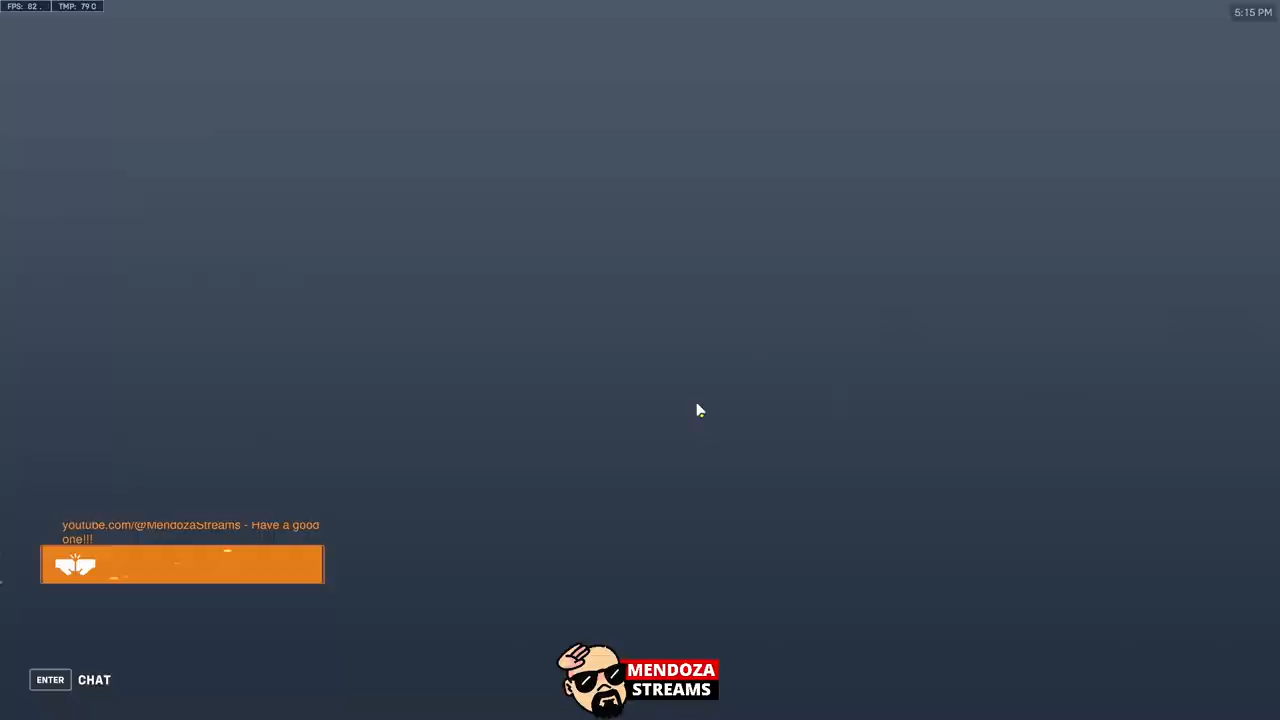 FPS: 82 . TMP: 79 C
5:15 PM
youtube.com/@MendozaStreams - Have a good
one!!!
ENTER CHAT
MENDOZA
STREAMS